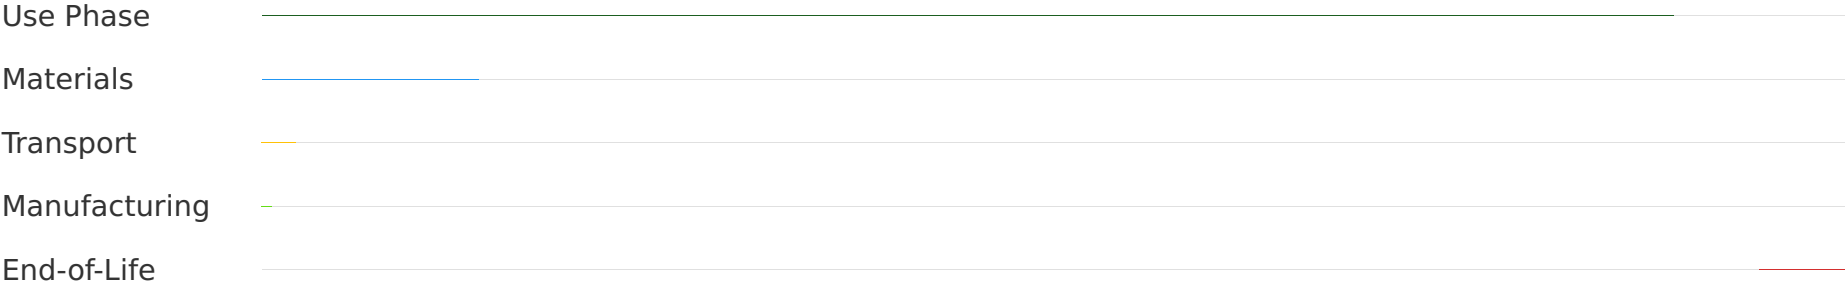 Use Phase
Materials
Transport
Manufacturing
End-of-Life